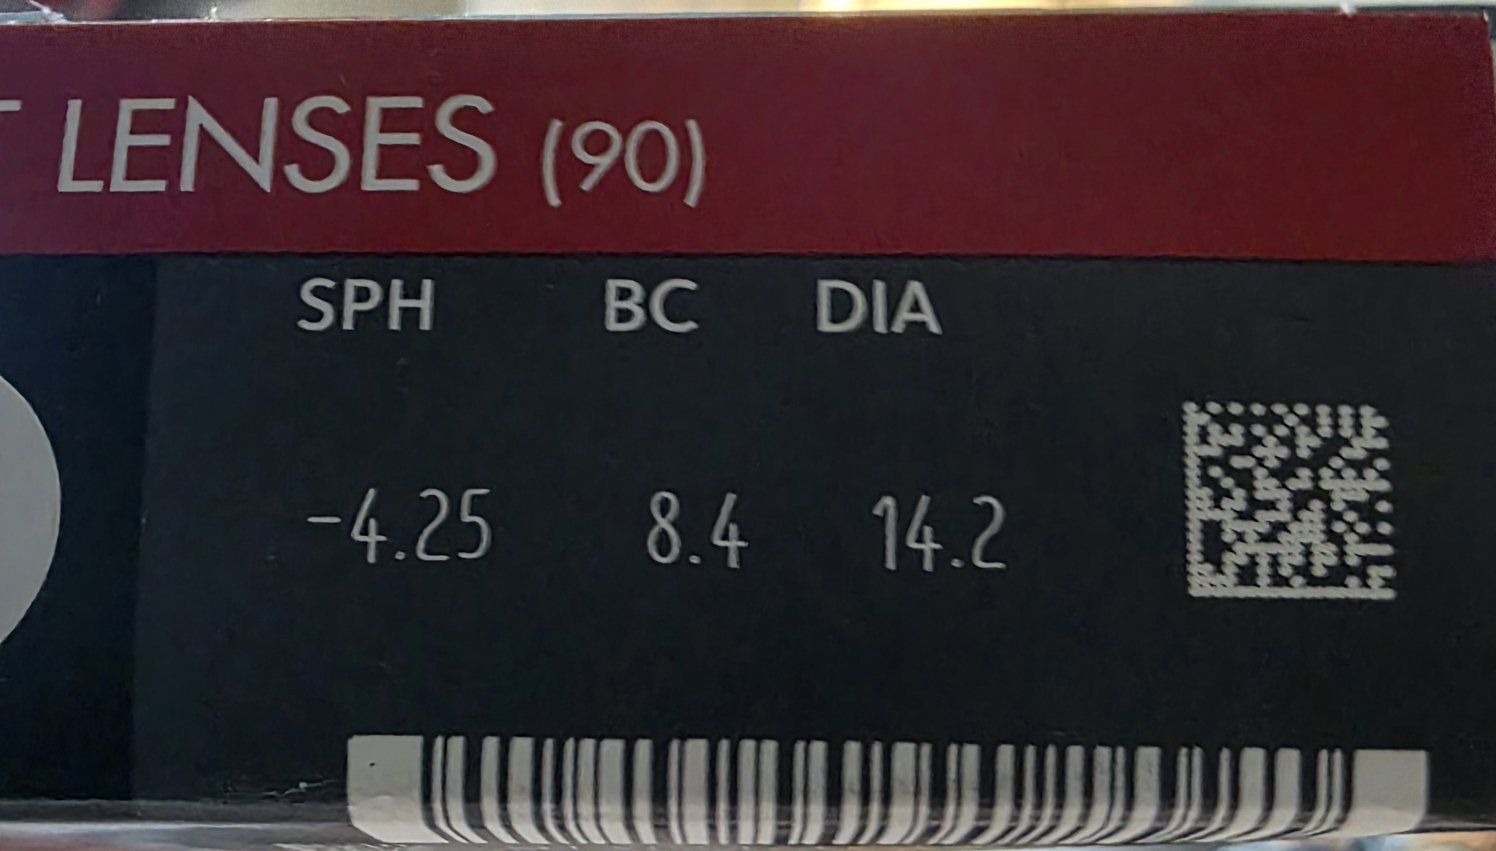 T LENSES (90)
SPH BC DIA
-4.25 8.4 14.2